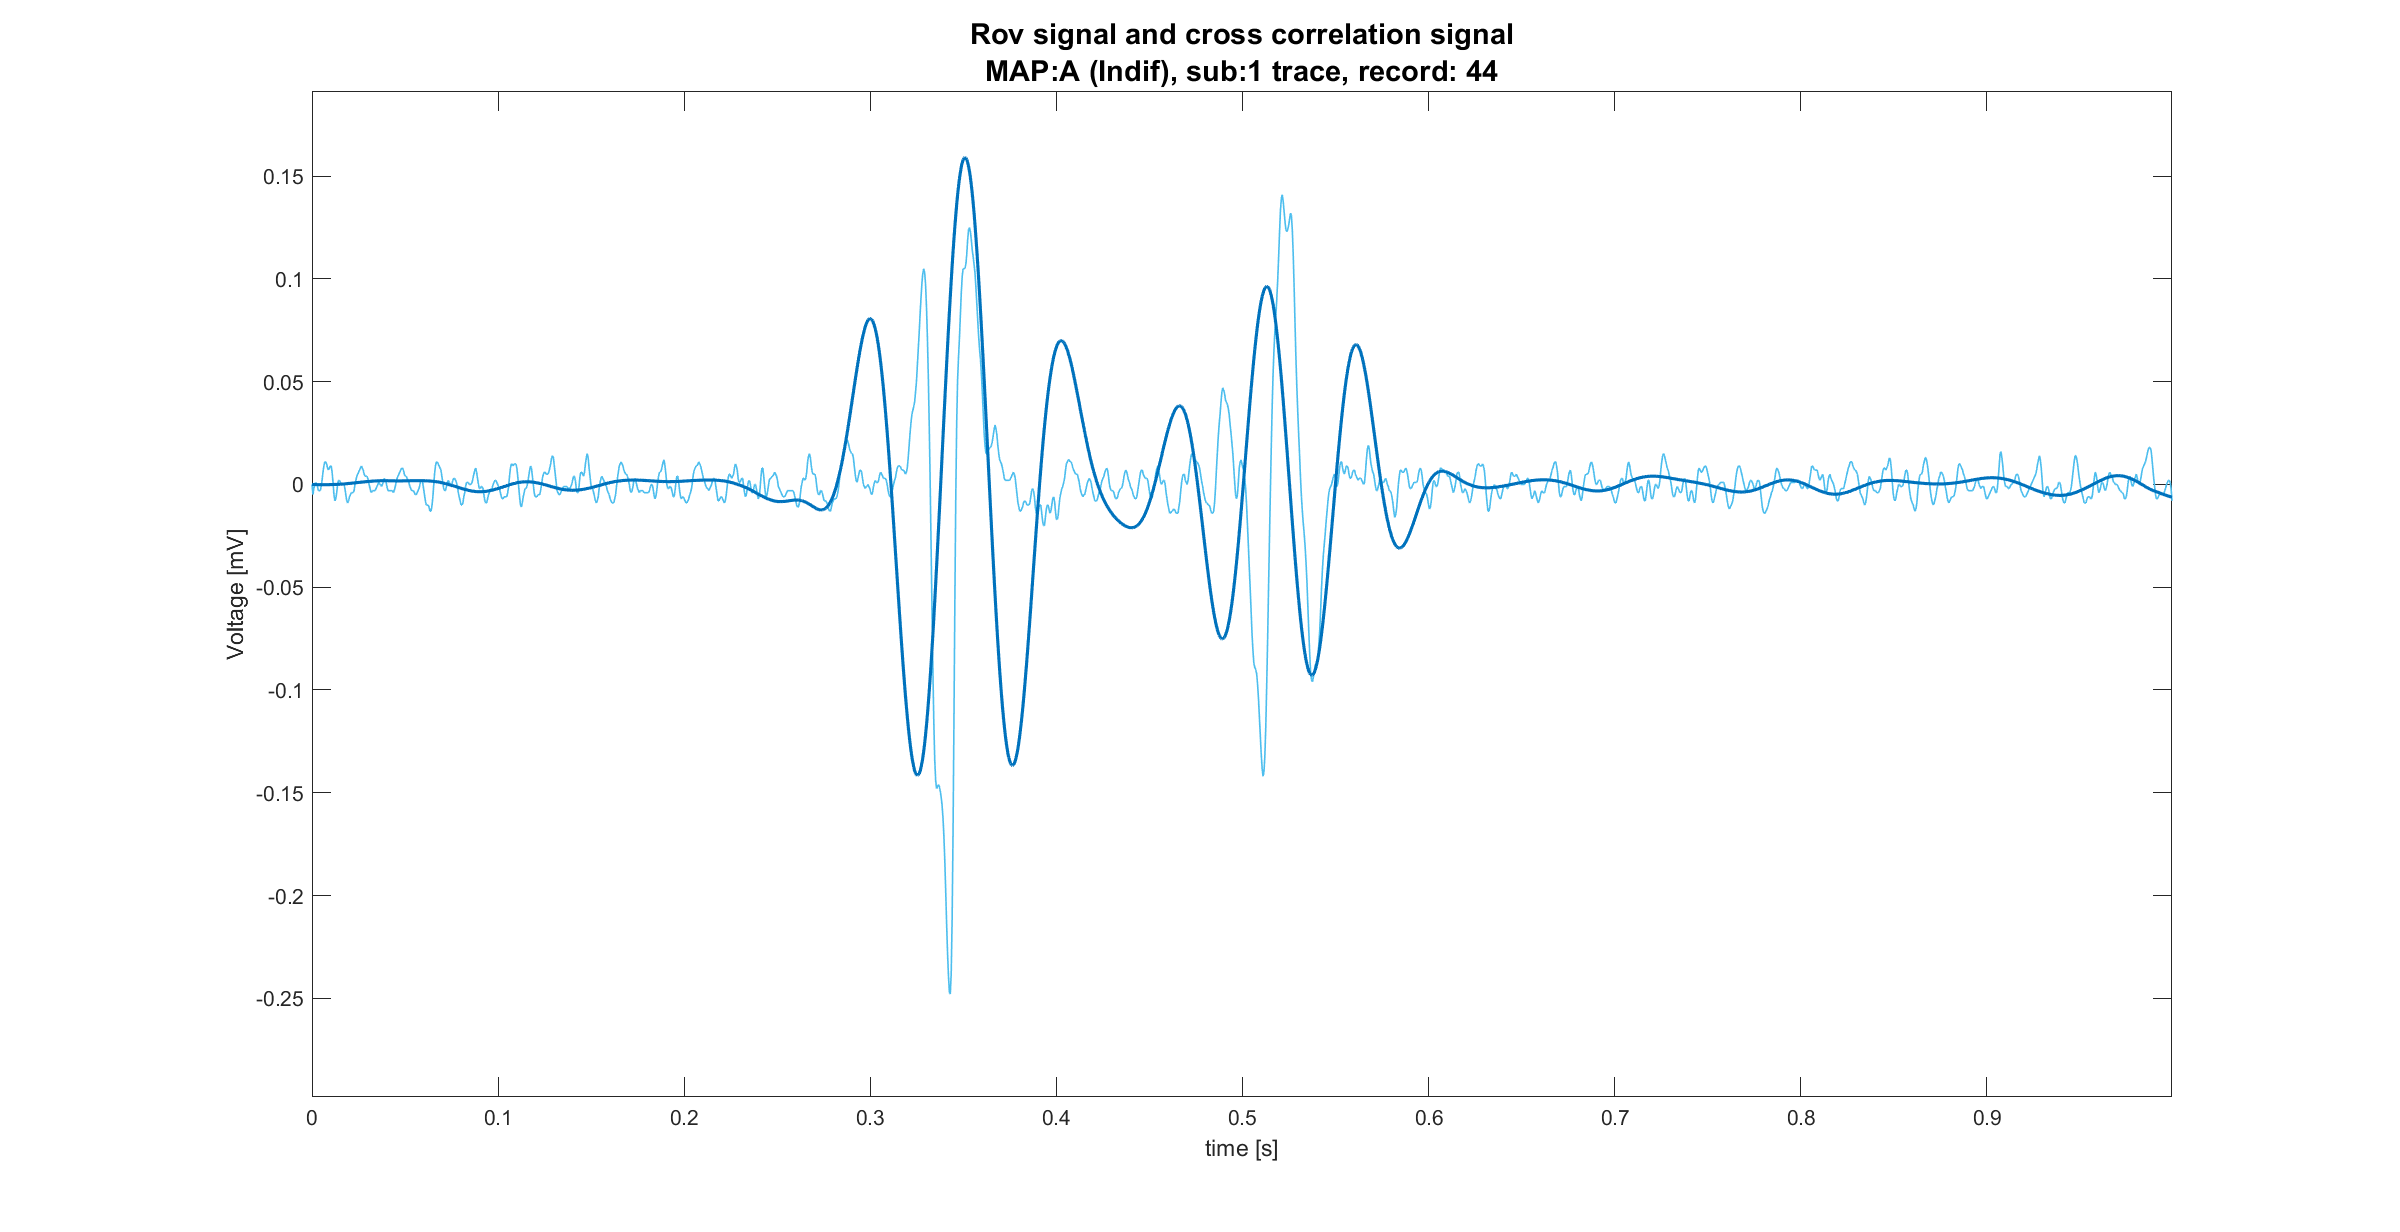 Rov signal and cross correlation signal
MAP:A (Indif), sub:1 trace, record: 44
0.15
0.1
0.05
0
-0.05
-0.1
-0.15
-0.2
-0.25
Voltage [mV]
0 0.1 0.2 0.3 0.4 0.5 0.6 0.7 0.8 0.9
time [s]